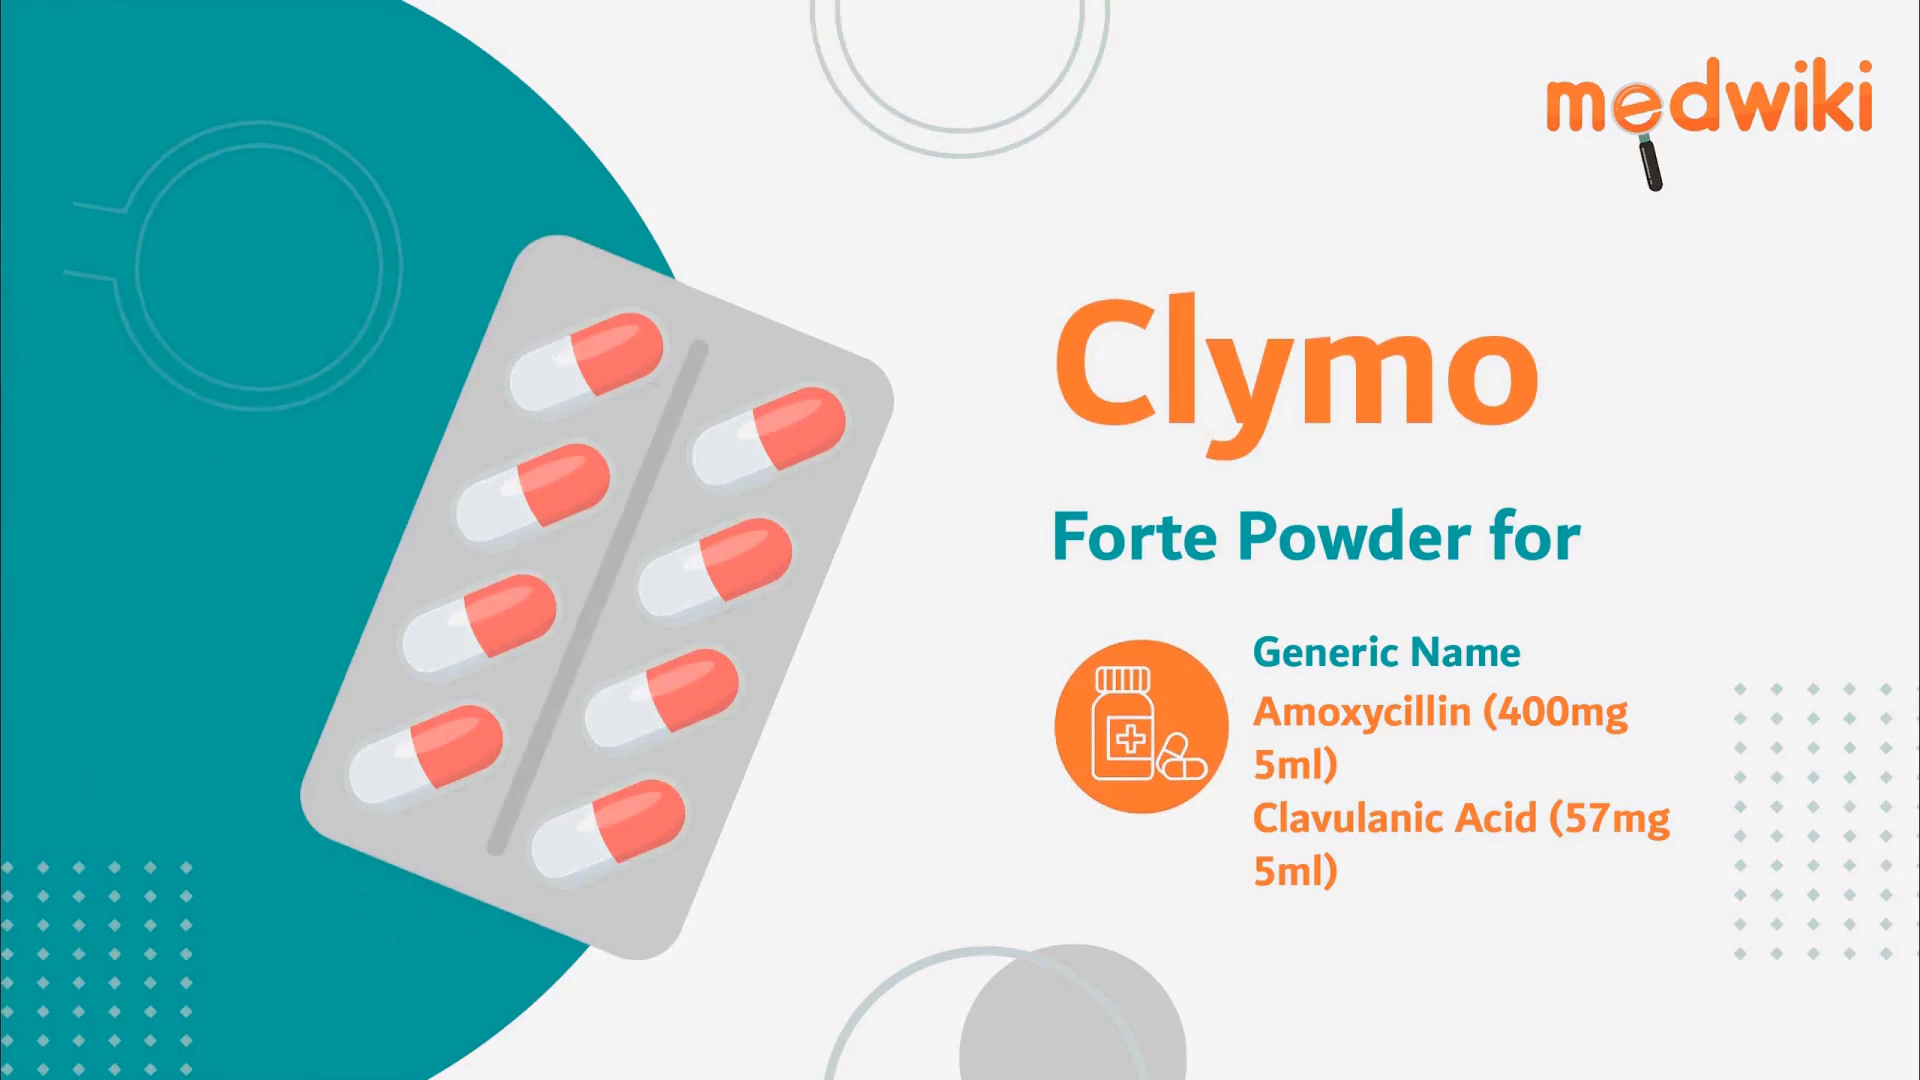 medwiki
Clymo
Forte Powder for
Generic Name
Amoxycillin (400mg
5ml)
Clavulanic Acid (57mg
5ml)